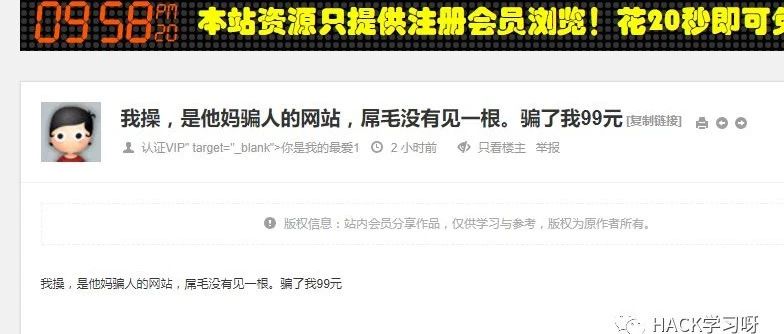 09:58 PM 20 本站资源只提供注册会员浏览！花20秒即可
我操，是他妈骗人的网站，屌毛没有见一根。骗了我99元 [复制链接]
认证VIP" target="_blank">你是我的最爱1 2 小时前 只看楼主 举报
版权信息：站内会员分享作品，仅供学习与参考，版权为原作者所有。
我操，是他妈骗人的网站，屌毛没有见一根。骗了我99元
HACK学习呀